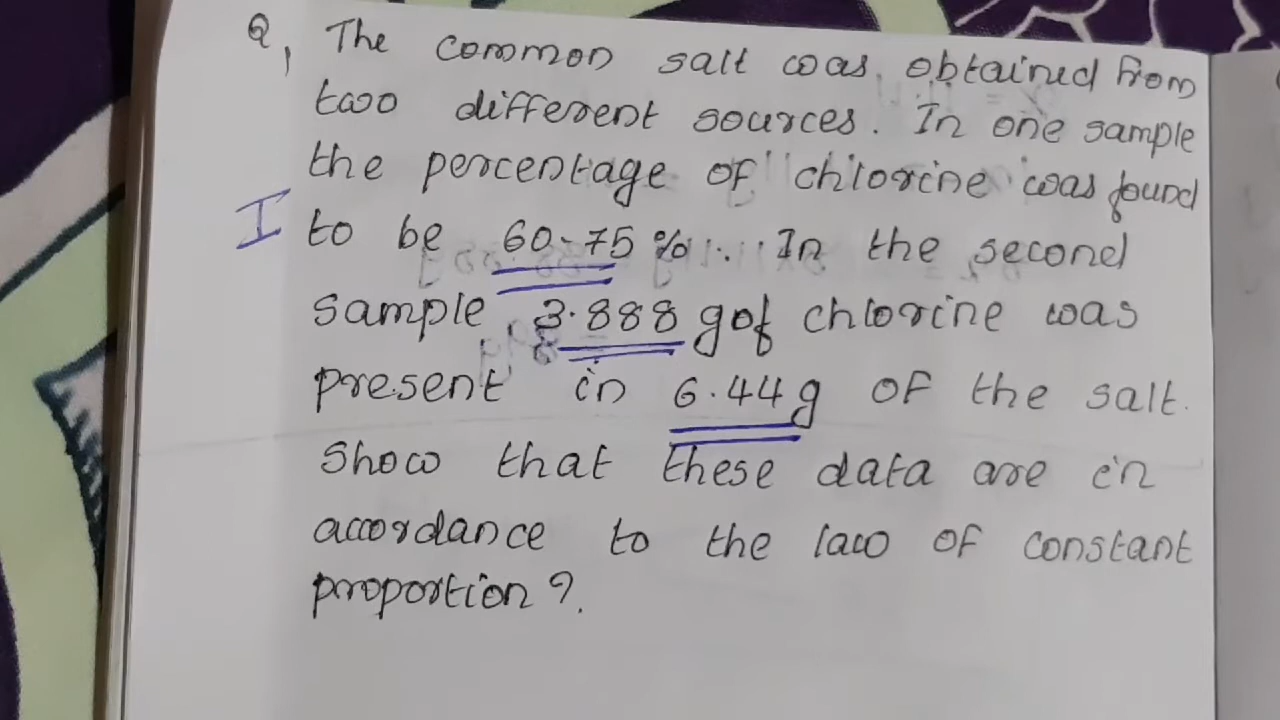 Q, The common salt was obtained from
two different sources. In one sample
the percentage of chlorine was found
I to be 60.75 %. In the second
sample, 3.888 g of chlorine was
present in 6.44g of the salt.
Show that these data are in
accordance to the law of constant
proportion?.